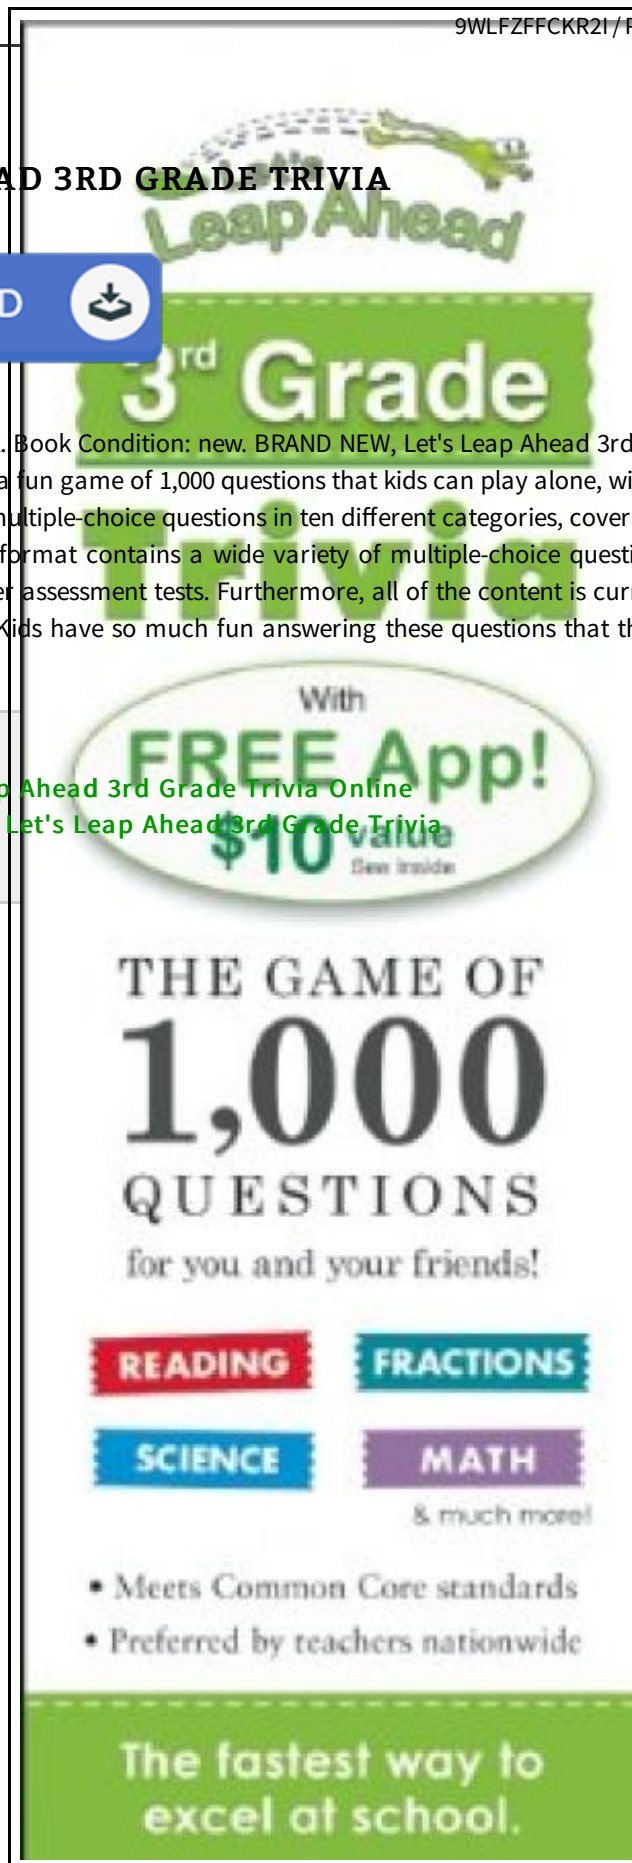 9WLFZFFCKR2I /
Let's
AD 3RD GRADE TRIVIA
Leap Ahead
D
3rd Grade
. Book Condition: new. BRAND NEW, Let's Leap Ahead 3rd
a fun game of 1,000 questions that kids can play alone, wi
multiple-choice questions in ten different categories, cover
format contains a wide variety of multiple-choice questi
er assessment tests. Furthermore, all of the content is curr
Kids have so much fun answering these questions that th
Trivia
With
FREE App!
p Ahead 3rd Grade Trivia Online
Let's Leap Ahead 3rd Grade Trivia
$10 value
See inside
THE GAME OF
1,000
QUESTIONS
for you and your friends!
READING FRACTIONS
SCIENCE MATH
& much more!
• Meets Common Core standards
• Preferred by teachers nationwide
The fastest way to
excel at school.